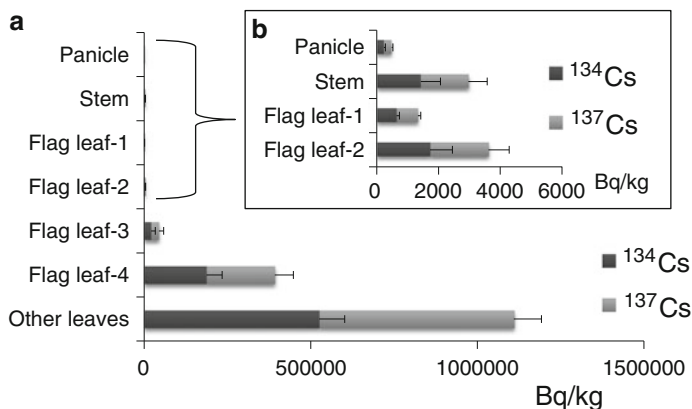 a
Panicle
Stem
Flag leaf-1
Flag leaf-2
Flag leaf-3
Flag leaf-4
Other leaves
0
500000
1000000
1500000
Bq/kg
134Cs
137Cs
b
Panicle
Stem
Flag leaf-1
Flag leaf-2
0
2000
4000
6000
Bq/kg
134Cs
137Cs